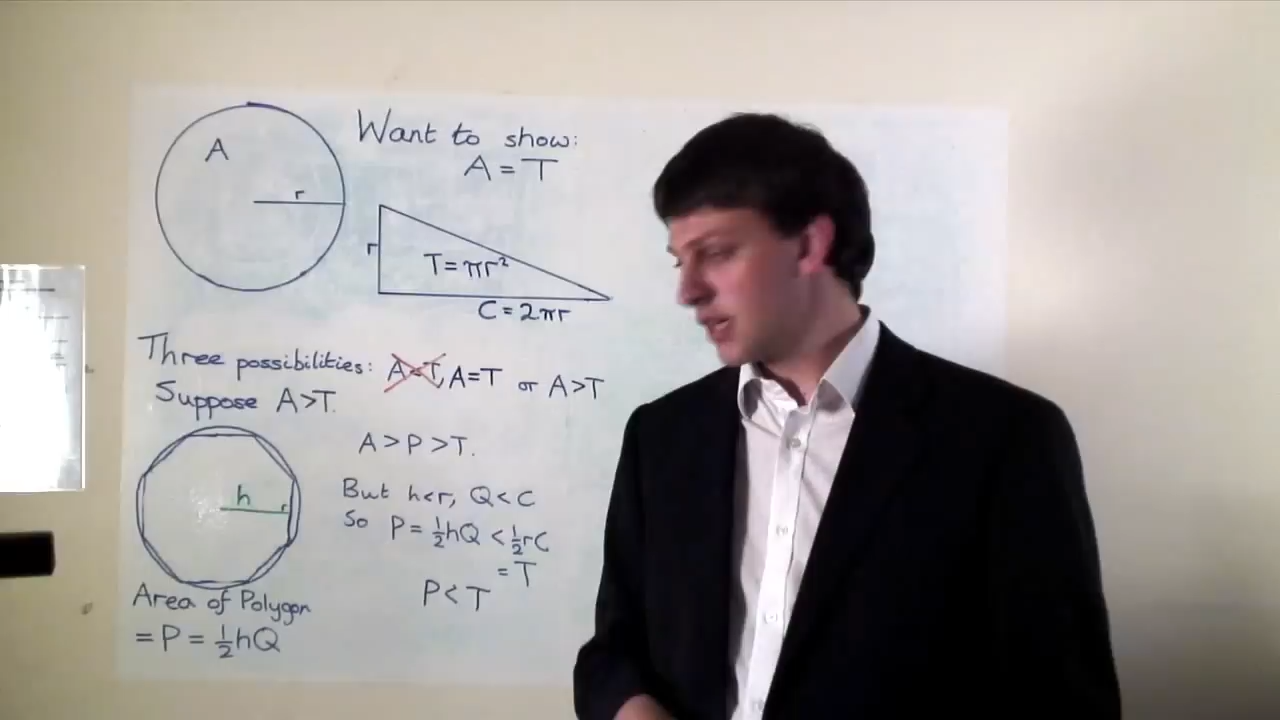 A
r
Want to show:
A = T
r
T = πr²
C = 2πr
Three possibilities: A<T, A=T or A>T
Suppose A>T.
A > P > T.
h
But h<r, Q<C
So P = ½hQ < ½rC
= T
P < T
Area of Polygon
= P = ½hQ